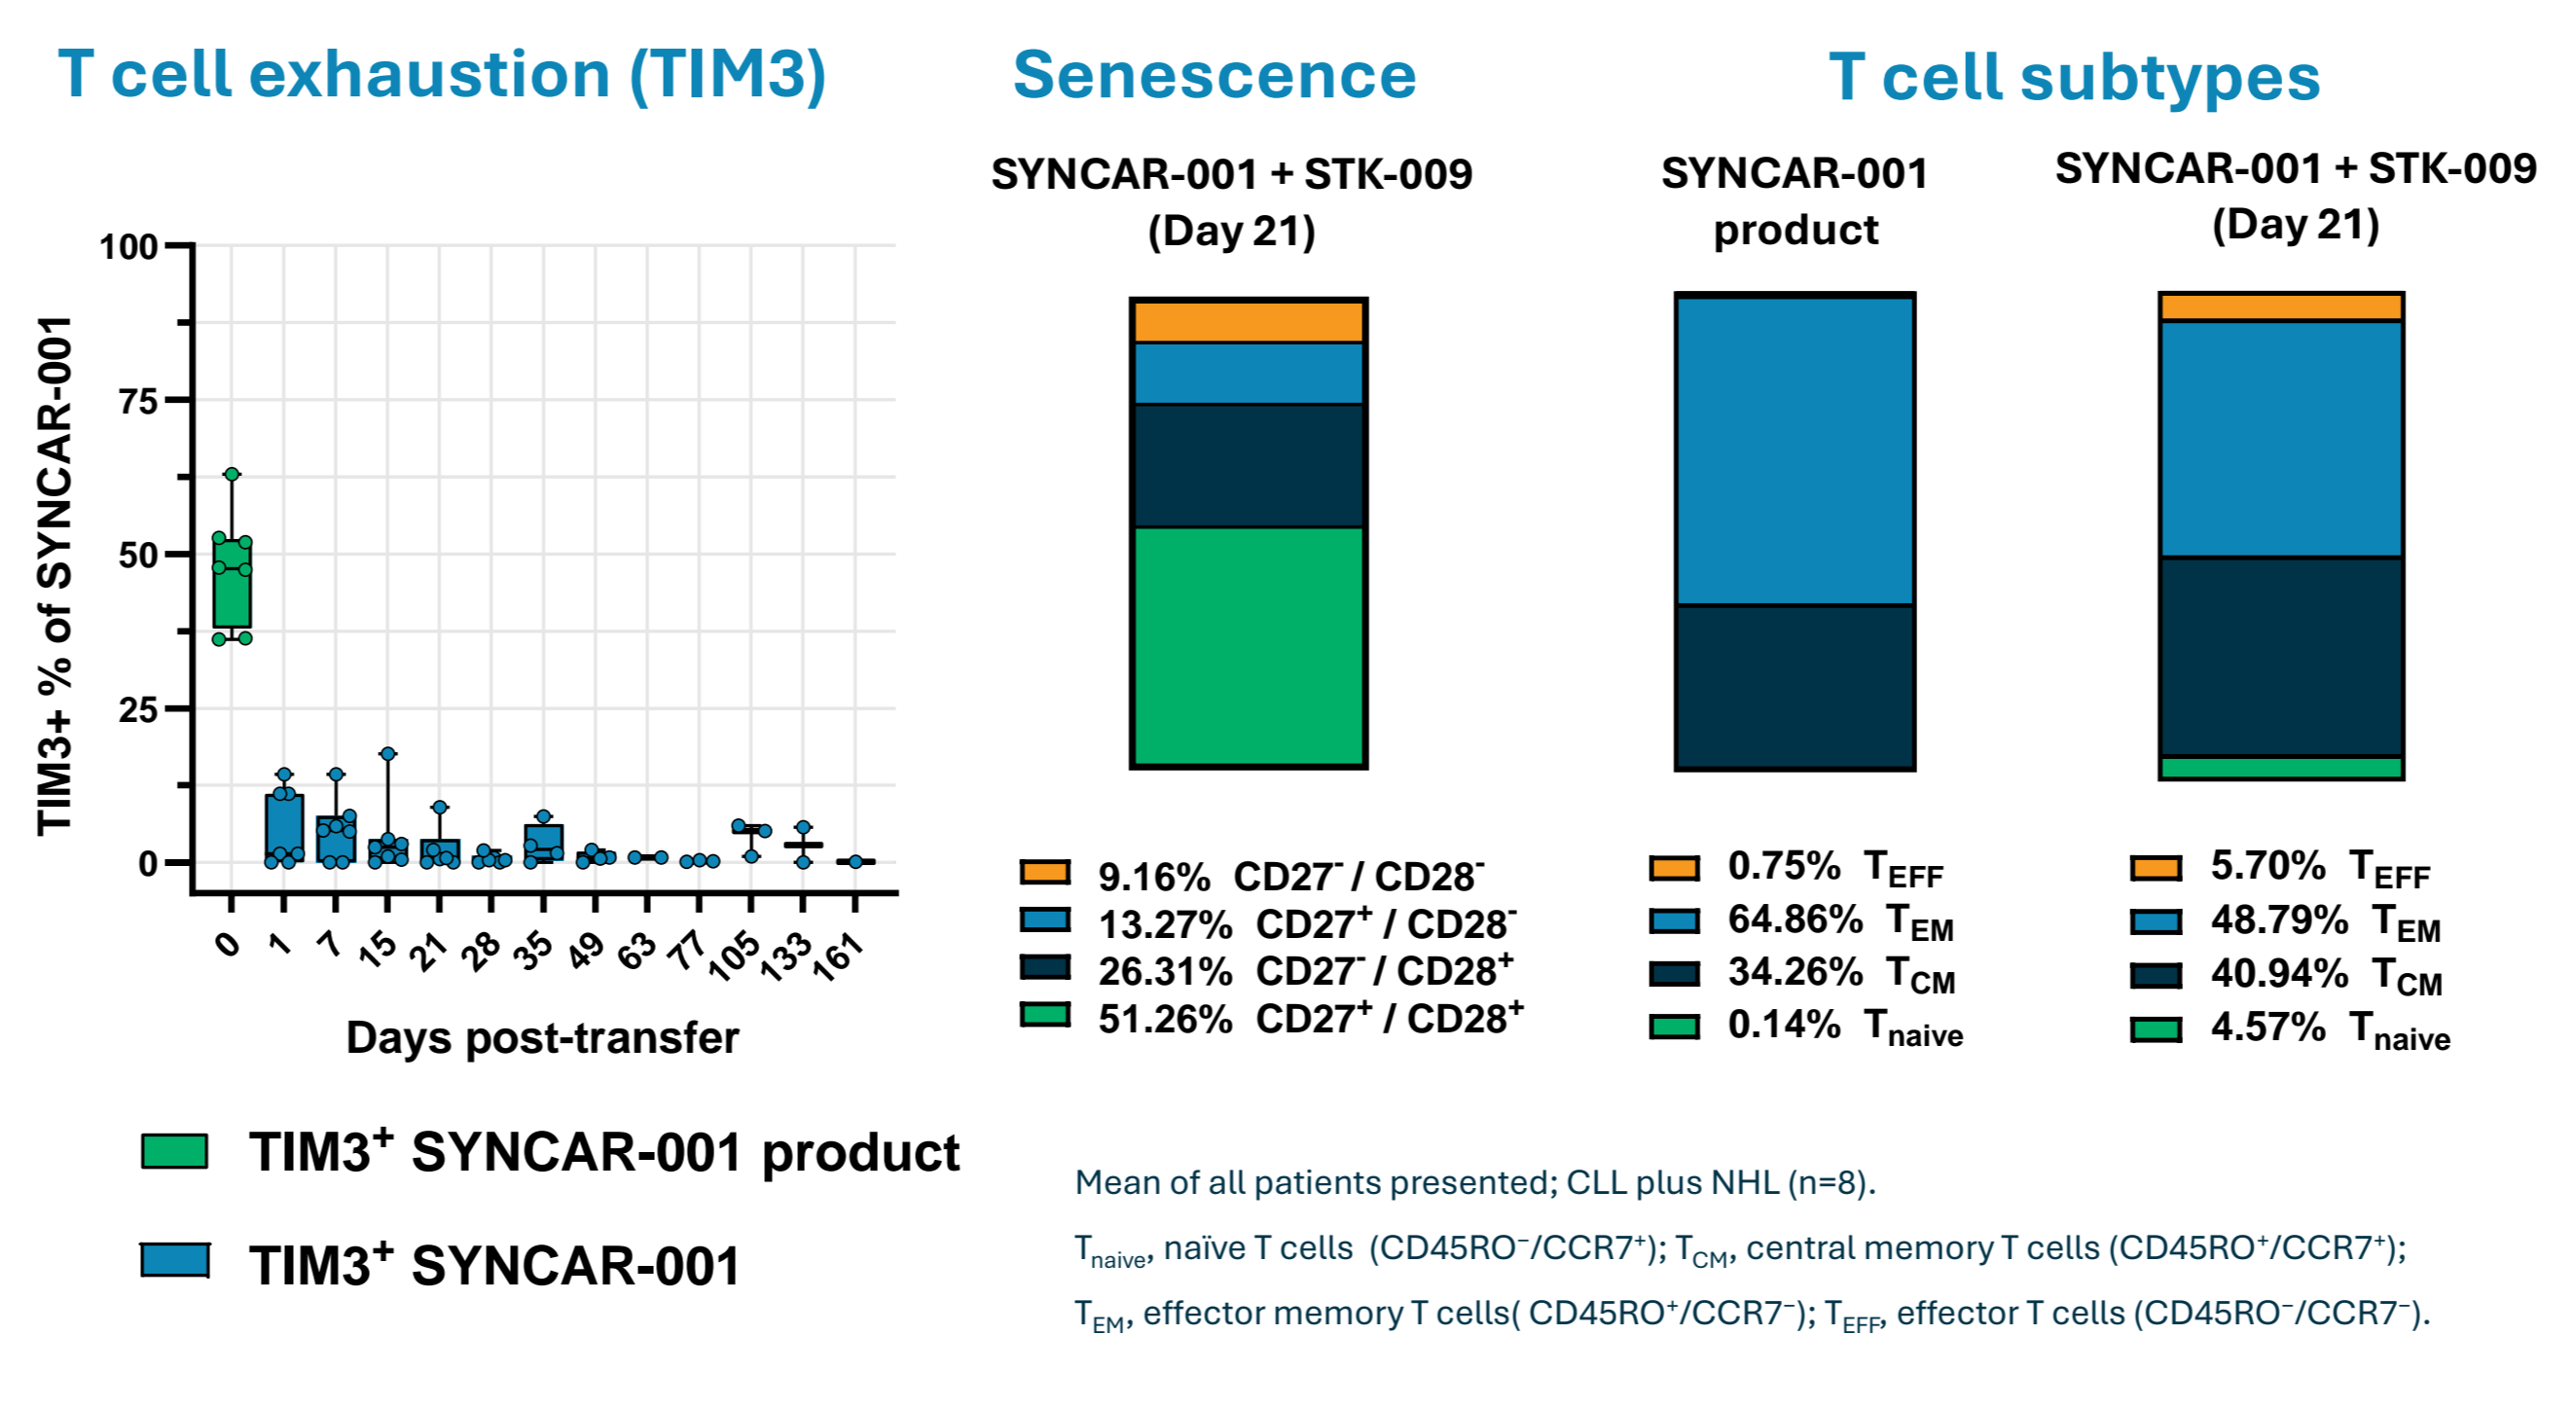 T cell exhaustion (TIM3)
TIM3+ % of SYNCAR-001
100
75
50
25
0
0 1 7 15 21 28 35 49 63 77 105 133 161
Days post-transfer
TIM3⁺ SYNCAR-001 product
TIM3⁺ SYNCAR-001
Senescence
SYNCAR-001 + STK-009
(Day 21)
9.16% CD27⁻ / CD28⁻
13.27% CD27⁺ / CD28⁻
26.31% CD27⁻ / CD28⁺
51.26% CD27⁺ / CD28⁺
T cell subtypes
SYNCAR-001
product
0.75% TEFF
64.86% TEM
34.26% TCM
0.14% Tnaive
SYNCAR-001 + STK-009
(Day 21)
5.70% TEFF
48.79% TEM
40.94% TCM
4.57% Tnaive
Mean of all patients presented; CLL plus NHL (n=8).
Tnaive, naïve T cells (CD45RO⁻/CCR7⁺); TCM, central memory T cells (CD45RO⁺/CCR7⁺);
TEM, effector memory T cells( CD45RO⁺/CCR7⁻); TEFF, effector T cells (CD45RO⁻/CCR7⁻).